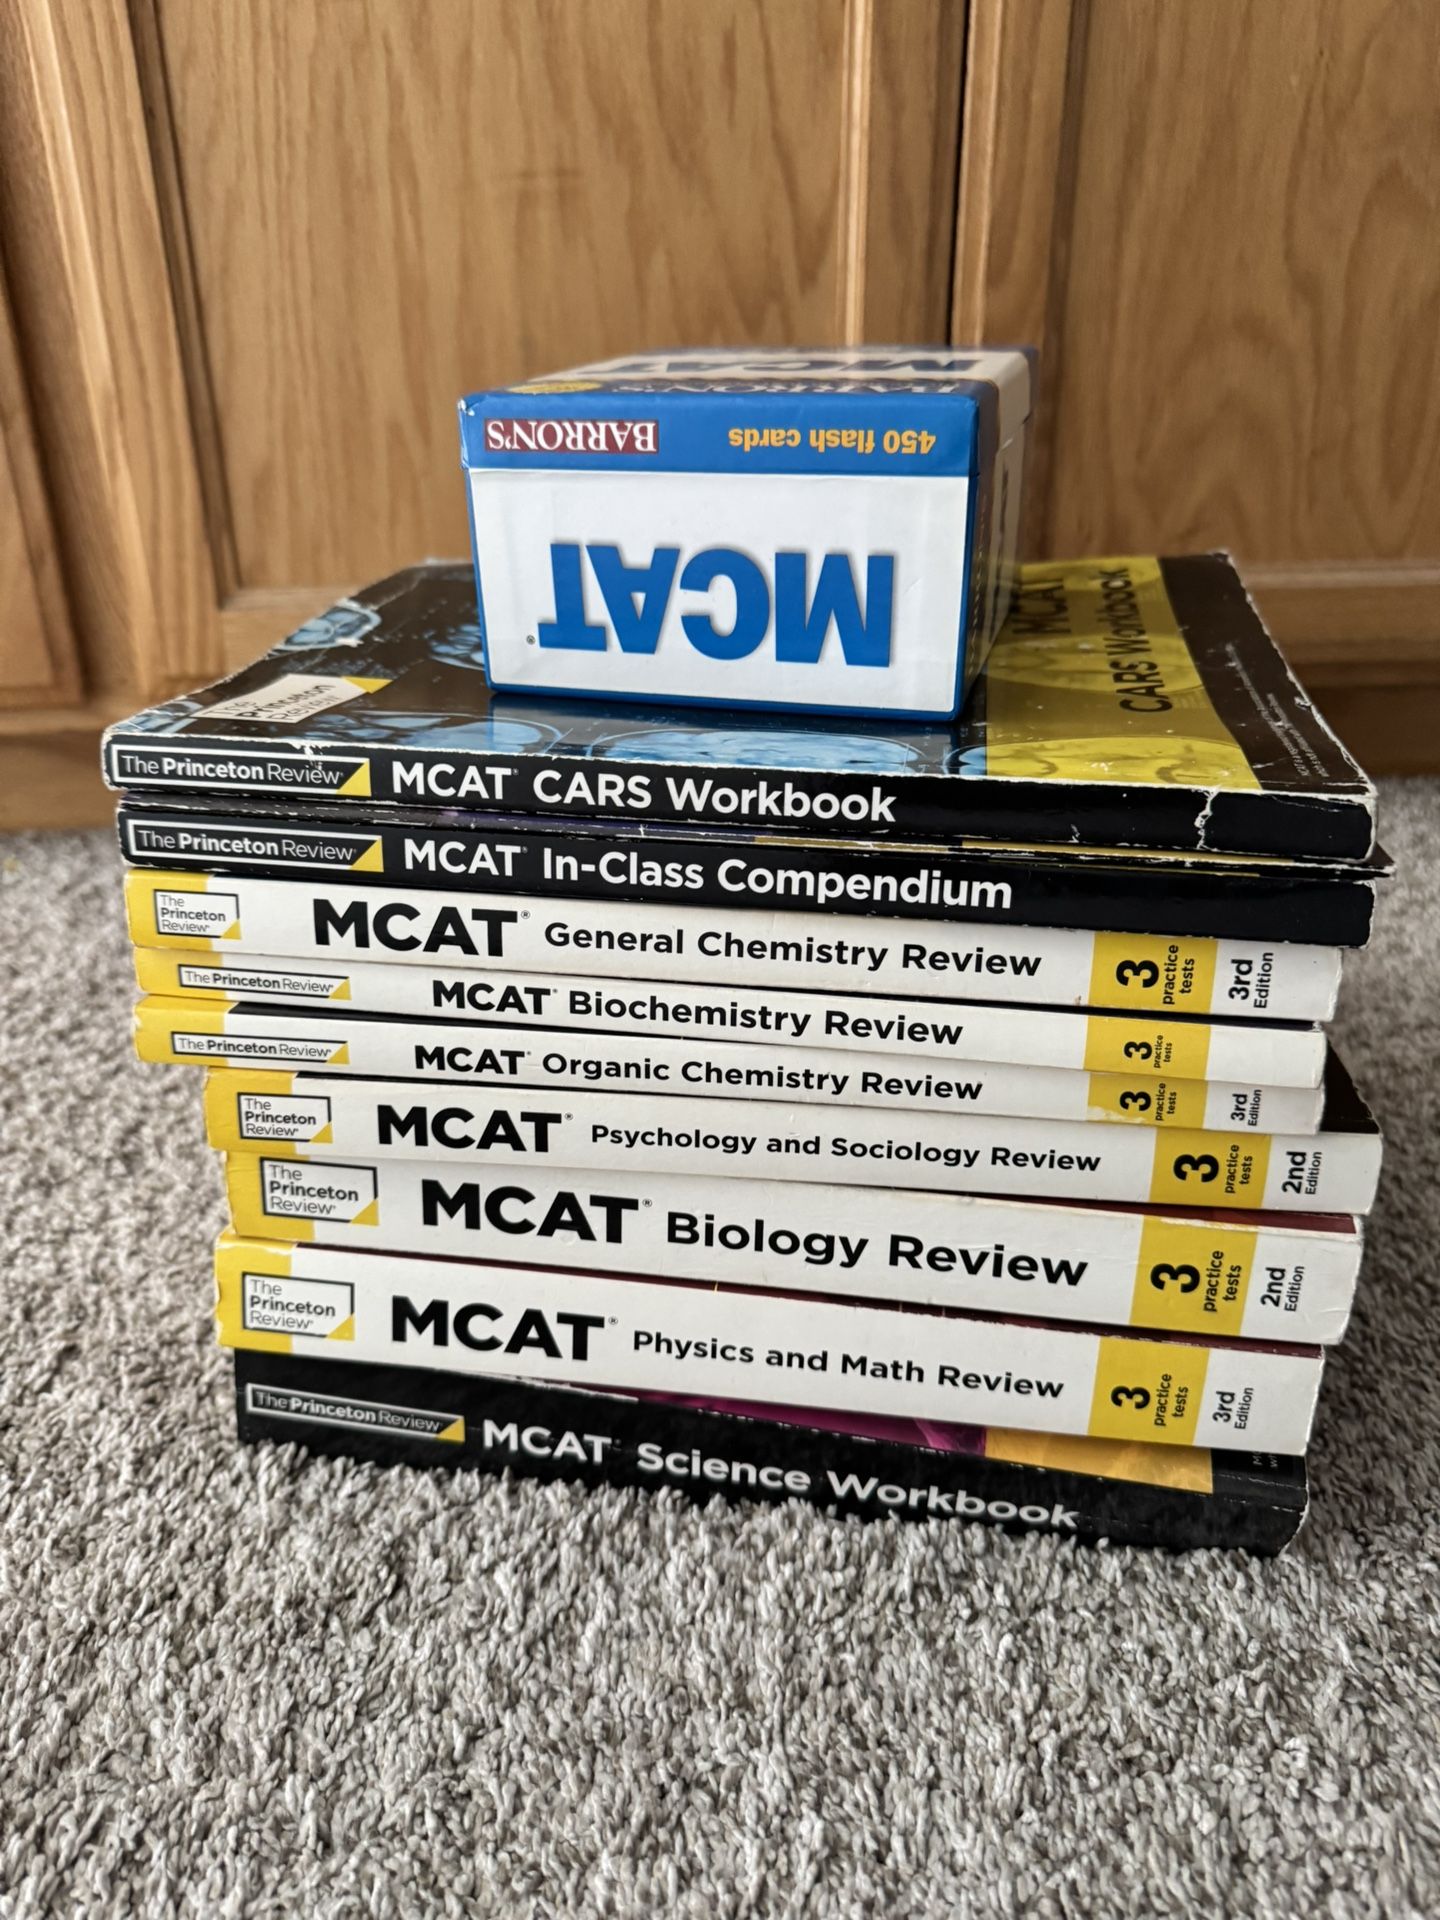 MCAT
BARRON'S
450 flash cards
BARRON'S
MCAT®
MCAT
CARS Workbook
The
Princeton
Review
The Princeton Review®
MCAT® CARS Workbook
The Princeton Review®
MCAT® In-Class Compendium
The
Princeton
Review®
MCAT® General Chemistry Review
3
practice
tests
3rd
Edition
The Princeton Review®
MCAT® Biochemistry Review
3
practice
tests
The Princeton Review®
MCAT® Organic Chemistry Review
3
practice
tests
3rd
Edition
The
Princeton
Review®
MCAT® Psychology and Sociology Review
3
practice
tests
2nd
Edition
The
Princeton
Review®
MCAT® Biology Review
3
practice
tests
2nd
Edition
The
Princeton
Review®
MCAT® Physics and Math Review
3
practice
tests
3rd
Edition
The Princeton Review®
MCAT® Science Workbook